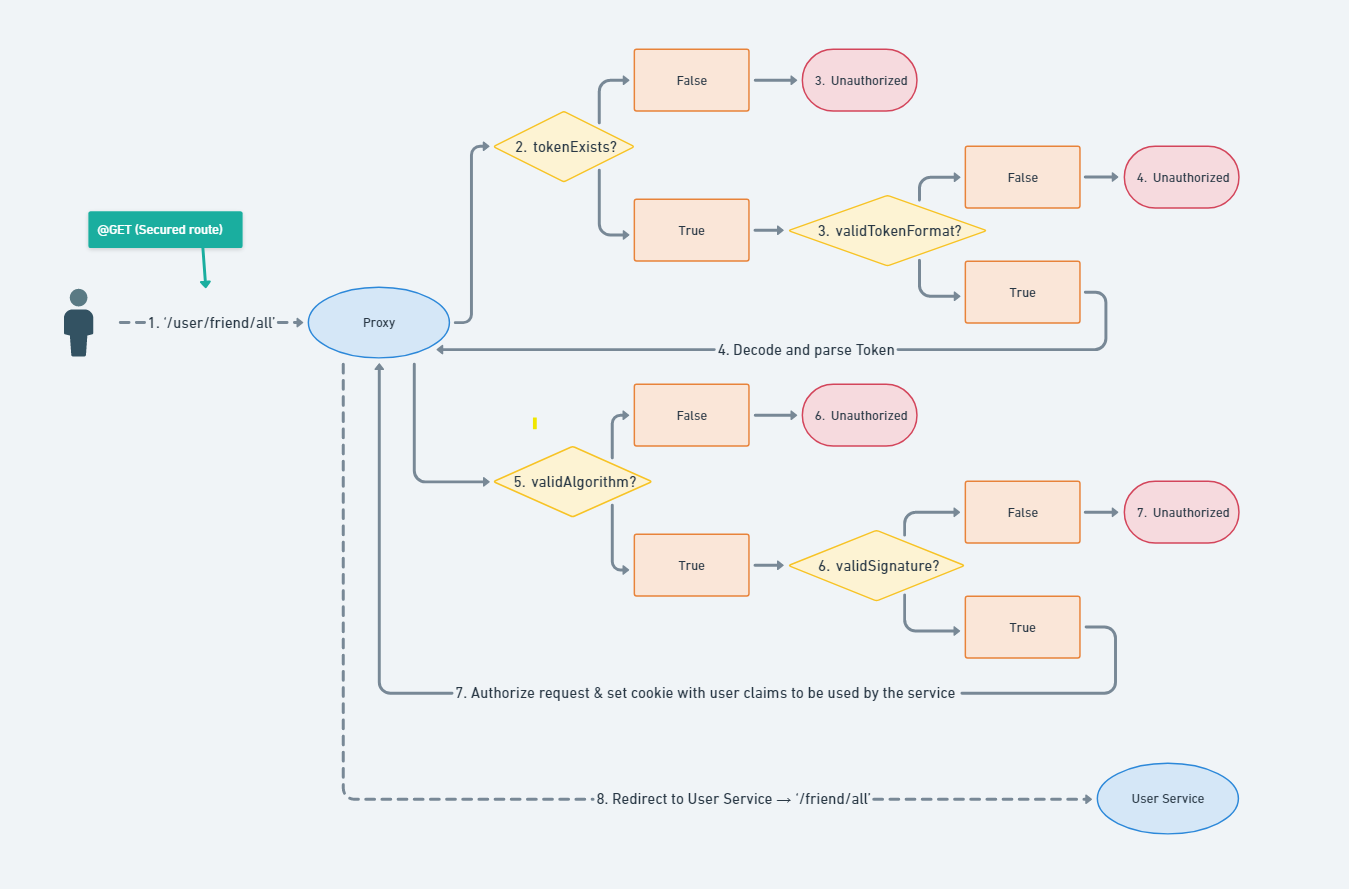 False
3. Unauthorized
2. tokenExists?
False
4. Unauthorized
@GET (Secured route)
True
3. validTokenFormat?
True
1. ‘/user/friend/all’
Proxy
4. Decode and parse Token
False
6. Unauthorized
5. validAlgorithm?
False
7. Unauthorized
True
6. validSignature?
True
7. Authorize request & set cookie with user claims to be used by the service
8. Redirect to User Service → ‘/friend/all’
User Service